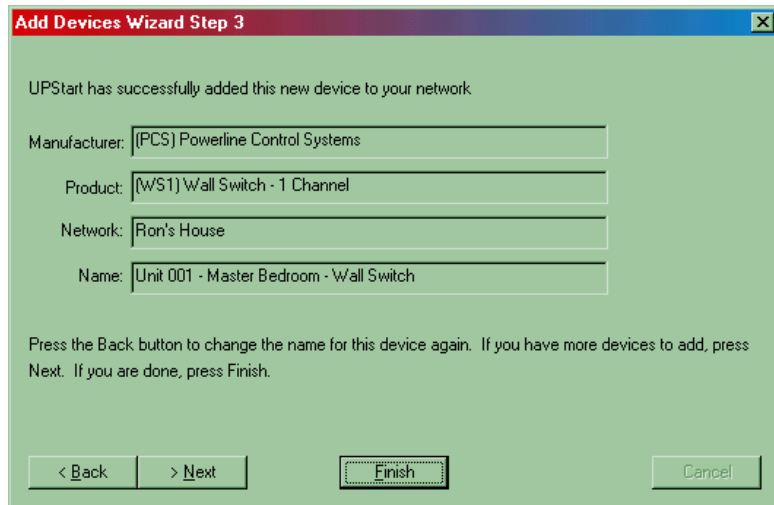 Add Devices Wizard Step 3
UPStart has successfully added this new device to your network
Manufacturer: (PCS) Powerline Control Systems
Product: (WS1) Wall Switch - 1 Channel
Network: Ron's House
Name: Unit 001 - Master Bedroom - Wall Switch
Press the Back button to change the name for this device again. If you have more devices to add, press
Next. If you are done, press Finish.
< Back > Next Finish Cancel